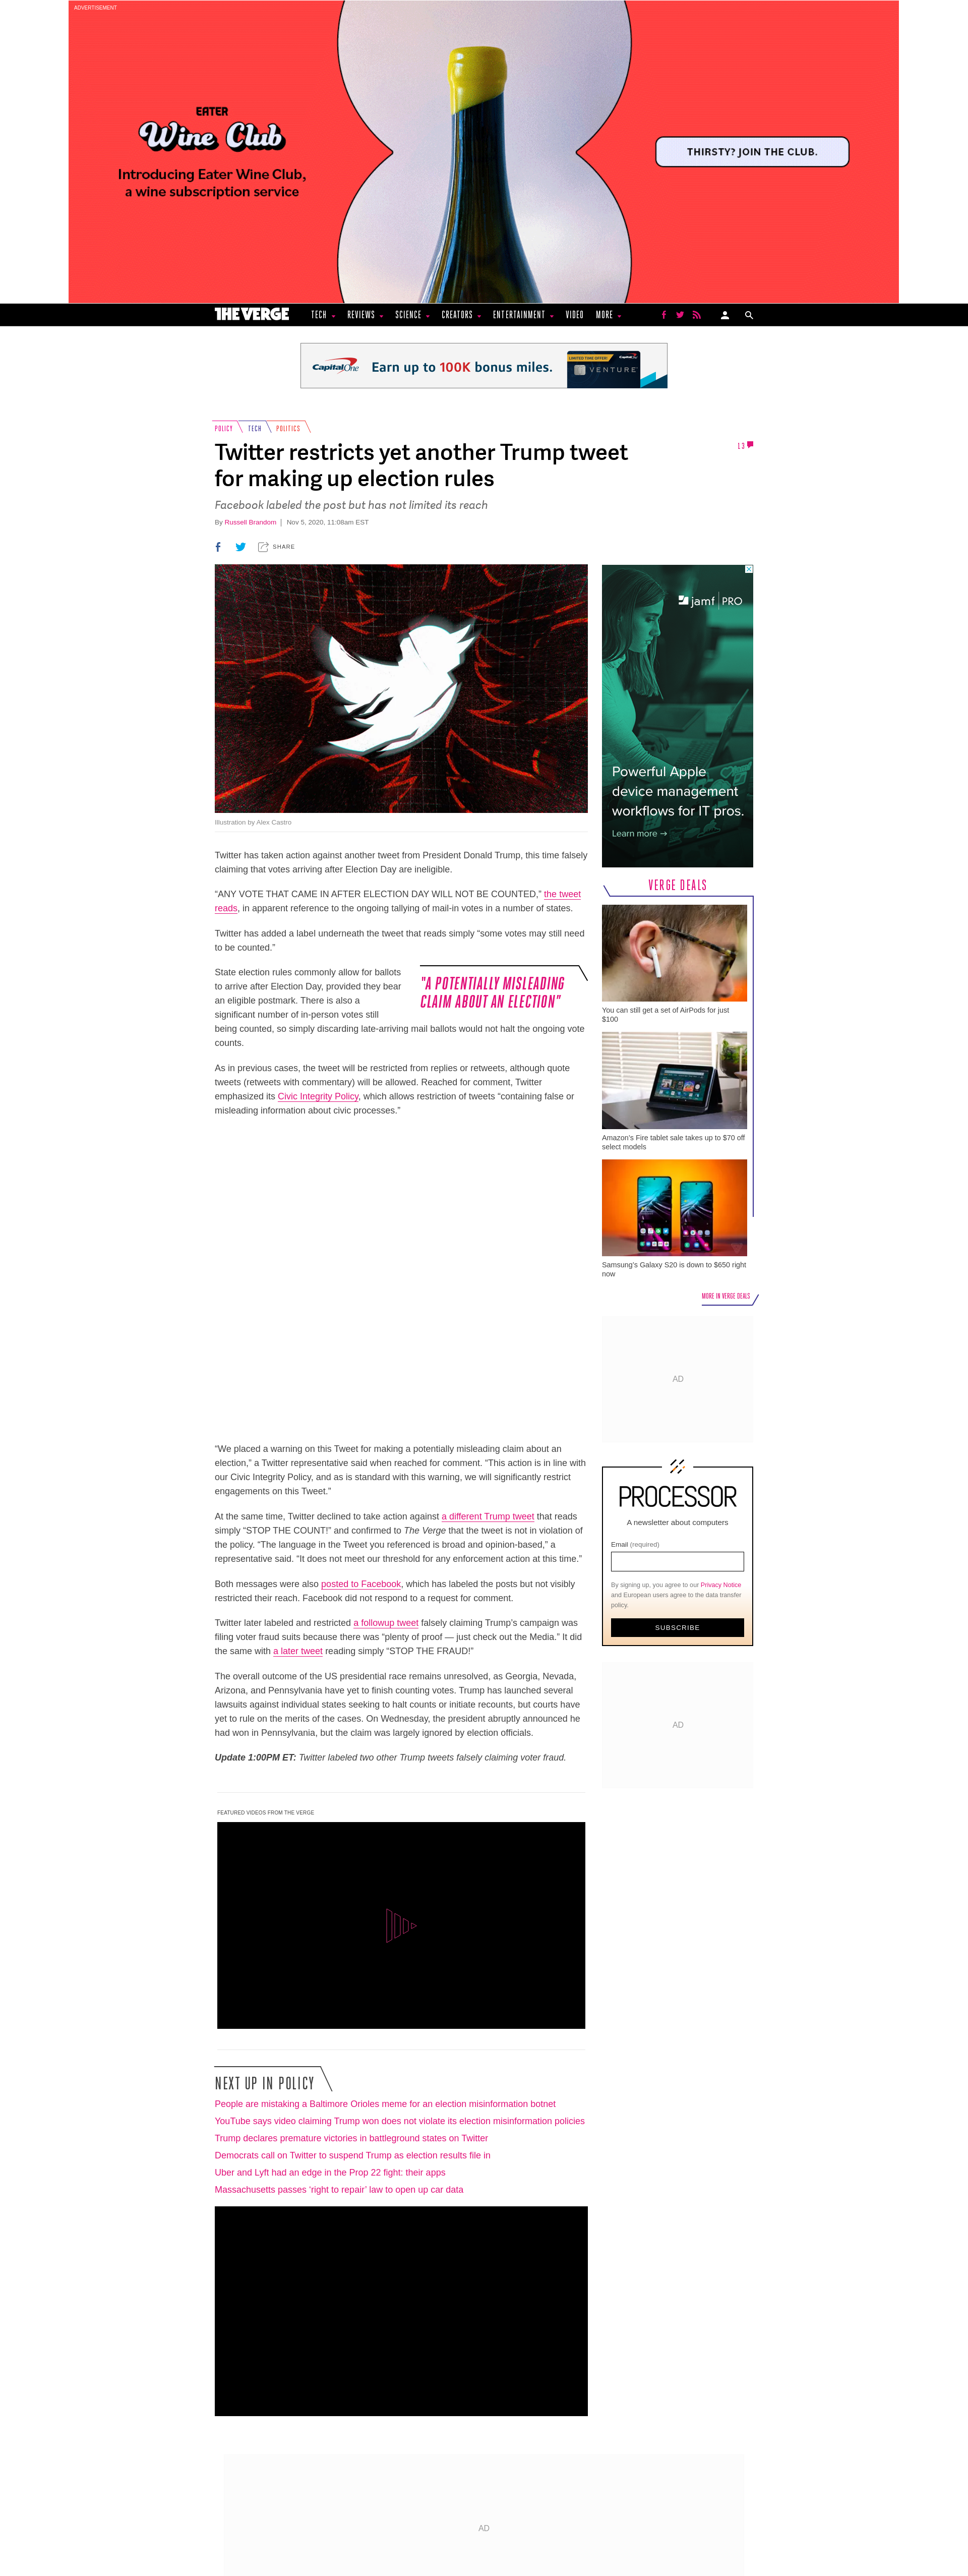 ADVERTISEMENT
EATER
Wine Club
Introducing Eater Wine Club,
a wine subscription service
THIRSTY? JOIN THE CLUB.
THE VERGE
TECH
REVIEWS
SCIENCE
CREATORS
ENTERTAINMENT
VIDEO
MORE
Capital One
Earn up to 100K bonus miles.
LIMITED TIME OFFER!
Capital One
VENTURE
POLICY
TECH
POLITICS
Twitter restricts yet another Trump tweet
for making up election rules
13
Facebook labeled the post but has not limited its reach
By Russell Brandom | Nov 5, 2020, 11:08am EST
SHARE
Illustration by Alex Castro
Twitter has taken action against another tweet from President Donald Trump, this time falsely
claiming that votes arriving after Election Day are ineligible.
“ANY VOTE THAT CAME IN AFTER ELECTION DAY WILL NOT BE COUNTED,” the tweet
reads, in apparent reference to the ongoing tallying of mail-in votes in a number of states.
Twitter has added a label underneath the tweet that reads simply “some votes may still need
to be counted.”
State election rules commonly allow for ballots
to arrive after Election Day, provided they bear
an eligible postmark. There is also a
significant number of in-person votes still
being counted, so simply discarding late-arriving mail ballots would not halt the ongoing vote
counts.
"A POTENTIALLY MISLEADING
CLAIM ABOUT AN ELECTION"
As in previous cases, the tweet will be restricted from replies or retweets, although quote
tweets (retweets with commentary) will be allowed. Reached for comment, Twitter
emphasized its Civic Integrity Policy, which allows restriction of tweets “containing false or
misleading information about civic processes.”
“We placed a warning on this Tweet for making a potentially misleading claim about an
election,” a Twitter representative said when reached for comment. “This action is in line with
our Civic Integrity Policy, and as is standard with this warning, we will significantly restrict
engagements on this Tweet.”
At the same time, Twitter declined to take action against a different Trump tweet that reads
simply “STOP THE COUNT!” and confirmed to The Verge that the tweet is not in violation of
the policy. “The language in the Tweet you referenced is broad and opinion-based,” a
representative said. “It does not meet our threshold for any enforcement action at this time.”
Both messages were also posted to Facebook, which has labeled the posts but not visibly
restricted their reach. Facebook did not respond to a request for comment.
Twitter later labeled and restricted a followup tweet falsely claiming Trump’s campaign was
filing voter fraud suits because there was “plenty of proof — just check out the Media.” It did
the same with a later tweet reading simply “STOP THE FRAUD!”
The overall outcome of the US presidential race remains unresolved, as Georgia, Nevada,
Arizona, and Pennsylvania have yet to finish counting votes. Trump has launched several
lawsuits against individual states seeking to halt counts or initiate recounts, but courts have
yet to rule on the merits of the cases. On Wednesday, the president abruptly announced he
had won in Pennsylvania, but the claim was largely ignored by election officials.
Update 1:00PM ET: Twitter labeled two other Trump tweets falsely claiming voter fraud.
jamf | PRO
Powerful Apple
device management
workflows for IT pros.
Learn more →
VERGE DEALS
You can still get a set of AirPods for just
$100
Amazon’s Fire tablet sale takes up to $70 off
select models
Samsung’s Galaxy S20 is down to $650 right
now
MORE IN VERGE DEALS
AD
PROCESSOR
A newsletter about computers
Email (required)
By signing up, you agree to our Privacy Notice
and European users agree to the data transfer
policy.
SUBSCRIBE
AD
FEATURED VIDEOS FROM THE VERGE
NEXT UP IN POLICY
People are mistaking a Baltimore Orioles meme for an election misinformation botnet
YouTube says video claiming Trump won does not violate its election misinformation policies
Trump declares premature victories in battleground states on Twitter
Democrats call on Twitter to suspend Trump as election results file in
Uber and Lyft had an edge in the Prop 22 fight: their apps
Massachusetts passes ‘right to repair’ law to open up car data
AD